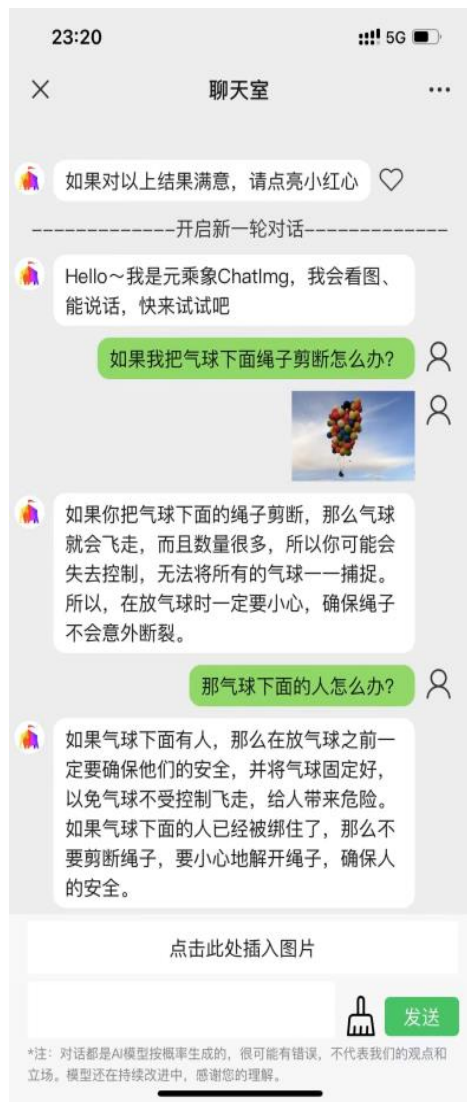 23:20
5G
聊天室
如果对以上结果满意，请点亮小红心
-------------开启新一轮对话-------------
Hello～我是元乘象ChatImg，我会看图、
能说话，快来试试吧
如果我把气球下面绳子剪断怎么办？
如果你把气球下面的绳子剪断，那么气球
就会飞走，而且数量很多，所以你可能会
失去控制，无法将所有的气球一一捕捉。
所以，在放气球时一定要小心，确保绳子
不会意外断裂。
那气球下面的人怎么办？
如果气球下面有人，那么在放气球之前一
定要确保他们的安全，并将气球固定好，
以免气球不受控制飞走，给人带来危险。
如果气球下面的人已经被绑住了，那么不
要剪断绳子，要小心地解开绳子，确保人
的安全。
点击此处插入图片
发送
*注：对话都是AI模型按概率生成的，很可能有错误，不代表我们的观点和
立场。模型还在持续改进中，感谢您的理解。